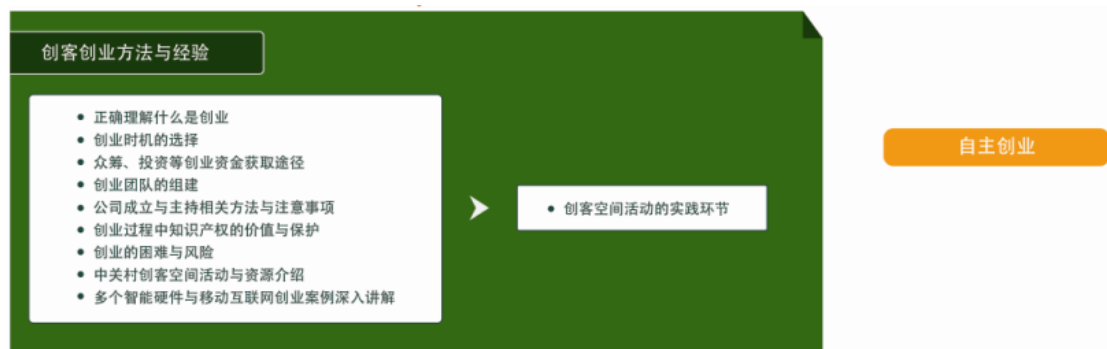 创客创业方法与经验
• 正确理解什么是创业
• 创业时机的选择
• 众筹、投资等创业资金获取途径
• 创业团队的组建
• 公司成立与主持相关方法与注意事项
• 创业过程中知识产权的价值与保护
• 创业的困难与风险
• 中关村创客空间活动与资源介绍
• 多个智能硬件与移动互联网创业案例深入讲解
• 创客空间活动的实践环节
自主创业